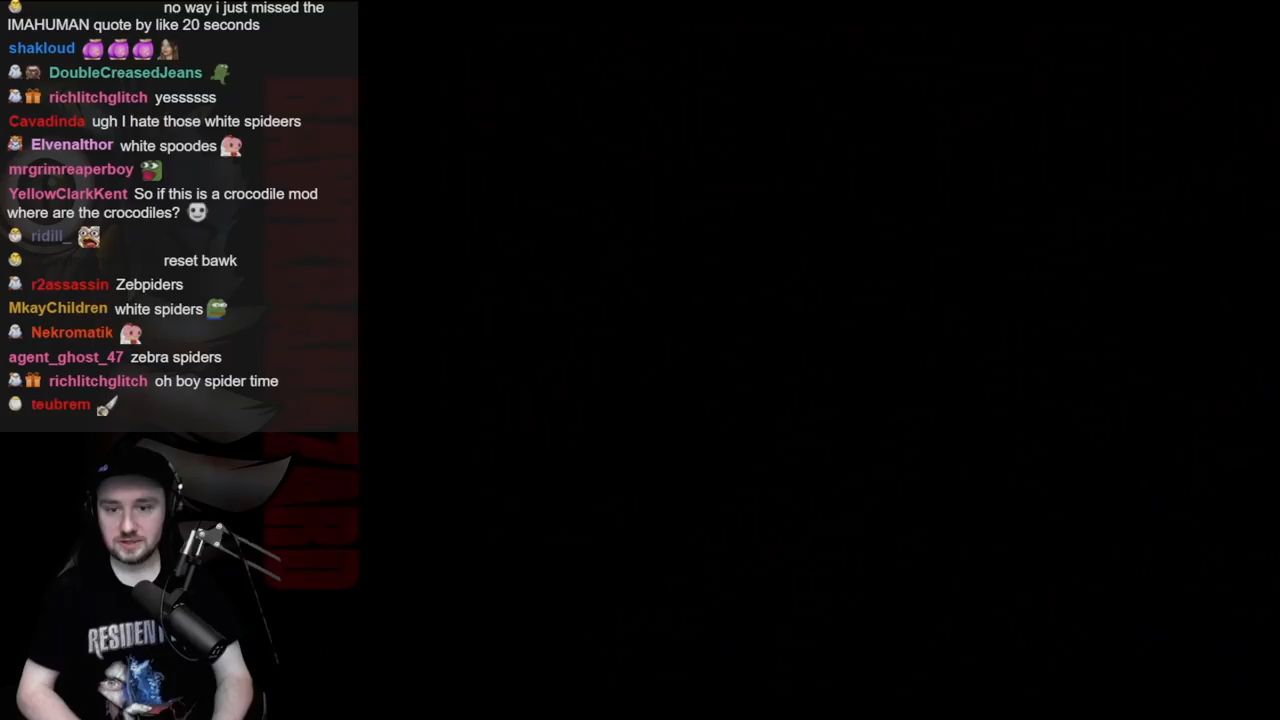 no way i just missed the
IMAHUMAN quote by like 20 seconds
shakloud
DoubleCreasedJeans
richlitchglitch yessssss
Cavadinda ugh I hate those white spideers
Elvenalthor white spoodes
mrgrimreaperboy
YellowClarkKent So if this is a crocodile mod
where are the crocodiles?
ridill_
reset bawk
r2assassin Zebpiders
MkayChildren white spiders
Nekromatik
agent_ghost_47 zebra spiders
richlitchglitch oh boy spider time
teubrem